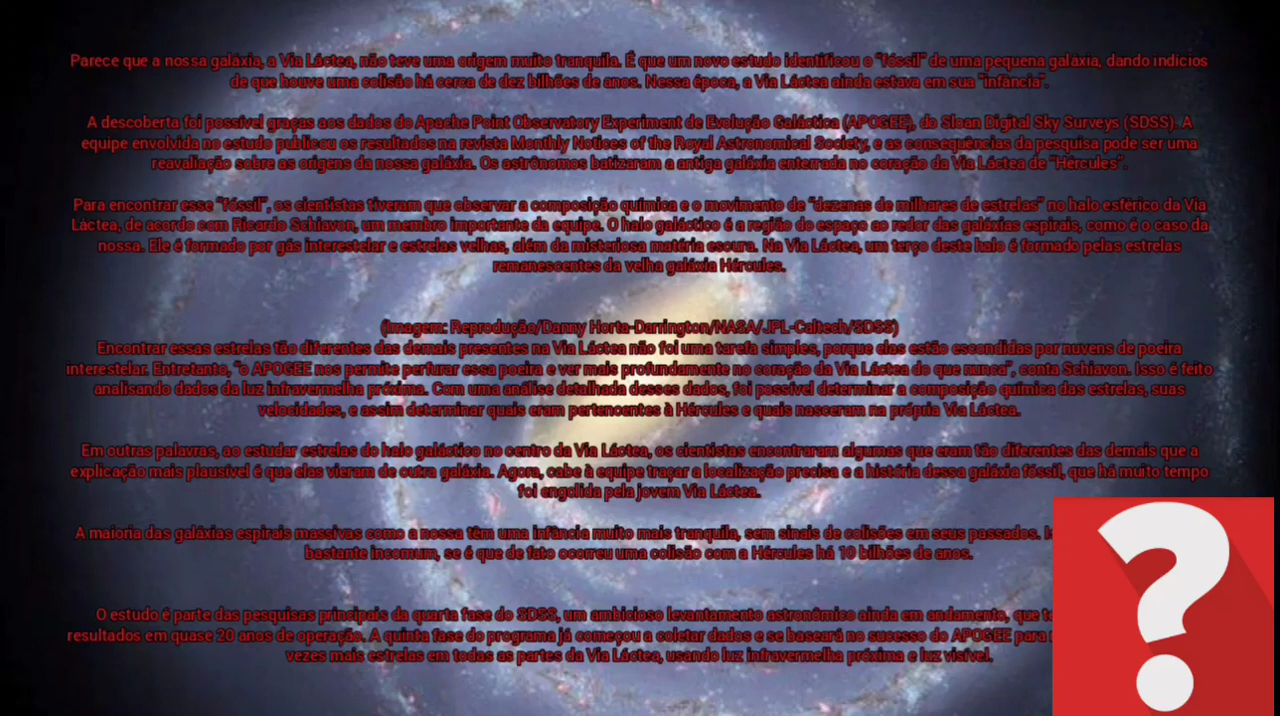 Parece que a nossa galáxia, a Via Láctea, não teve uma origem muito tranquila. É que um novo estudo identificou o "fóssil" de uma pequena galáxia, dando indícios
de que houve uma colisão há cerca de dez bilhões de anos. Nessa época, a Via Láctea ainda estava em sua "infância".
A descoberta foi possível graças aos dados do Apache Point Observatory Experiment de Evolução Galáctica (APOGEE), do Sloan Digital Sky Surveys (SDSS). A
equipe envolvida no estudo publicou os resultados na revista Monthly Notices of the Royal Astronomical Society, e as consequências da pesquisa pode ser uma
reavaliação sobre as origens da nossa galáxia. Os astrônomos batizaram a antiga galáxia enterrada no coração da Via Láctea de "Hércules".
Para encontrar esse "fóssil", os cientistas tiveram que observar a composição química e o movimento de "dezenas de milhares de estrelas" no halo esférico da Via
Láctea, de acordo com Ricardo Schiavon, um membro importante da equipe. O halo galáctico é a região do espaço ao redor das galáxias espirais, como é o caso da
nossa. Ele é formado por gás interestelar e estrelas velhas, além da misteriosa matéria escura. Na Via Láctea, um terço deste halo é formado pelas estrelas
remanescentes da velha galáxia Hércules.
(Imagem: Reprodução/Danny Horta-Darrington/NASA/JPL-Caltech/SDSS)
Encontrar essas estrelas tão diferentes das demais presentes na Via Láctea não foi uma tarefa simples, porque elas estão escondidas por nuvens de poeira
interestelar. Entretanto, "o APOGEE nos permite perfurar essa poeira e ver mais profundamente no coração da Via Láctea do que nunca", conta Schiavon. Isso é feito
analisando dados da luz infravermelha próxima. Com uma análise detalhada desses dados, foi possível determinar a composição química das estrelas, suas
velocidades, e assim determinar quais eram pertencentes à Hércules e quais nasceram na própria Via Láctea.
Em outras palavras, ao estudar estrelas do halo galáctico no centro da Via Láctea, os cientistas encontraram algumas que eram tão diferentes das demais que a
explicação mais plausível é que elas vieram de outra galáxia. Agora, cabe à equipe traçar a localização precisa e a história dessa galáxia fóssil, que há muito tempo
foi engolida pela jovem Via Láctea.
A maioria das galáxias espirais massivas como a nossa têm uma infância muito mais tranquila, sem sinais de colisões em seus passados.
bastante incomum, se é que de fato ocorreu uma colisão com a Hércules há 10 bilhões de anos.
O estudo é parte das pesquisas principais da quarta fase do SDSS, um ambicioso levantamento astronômico ainda em andamento, que
resultados em quase 20 anos de operação. A quinta fase do programa já começou a coletar dados e se baseará no sucesso do APOGEE para
vezes mais estrelas em todas as partes da Via Láctea, usando luz infravermelha próxima e luz visível.
?